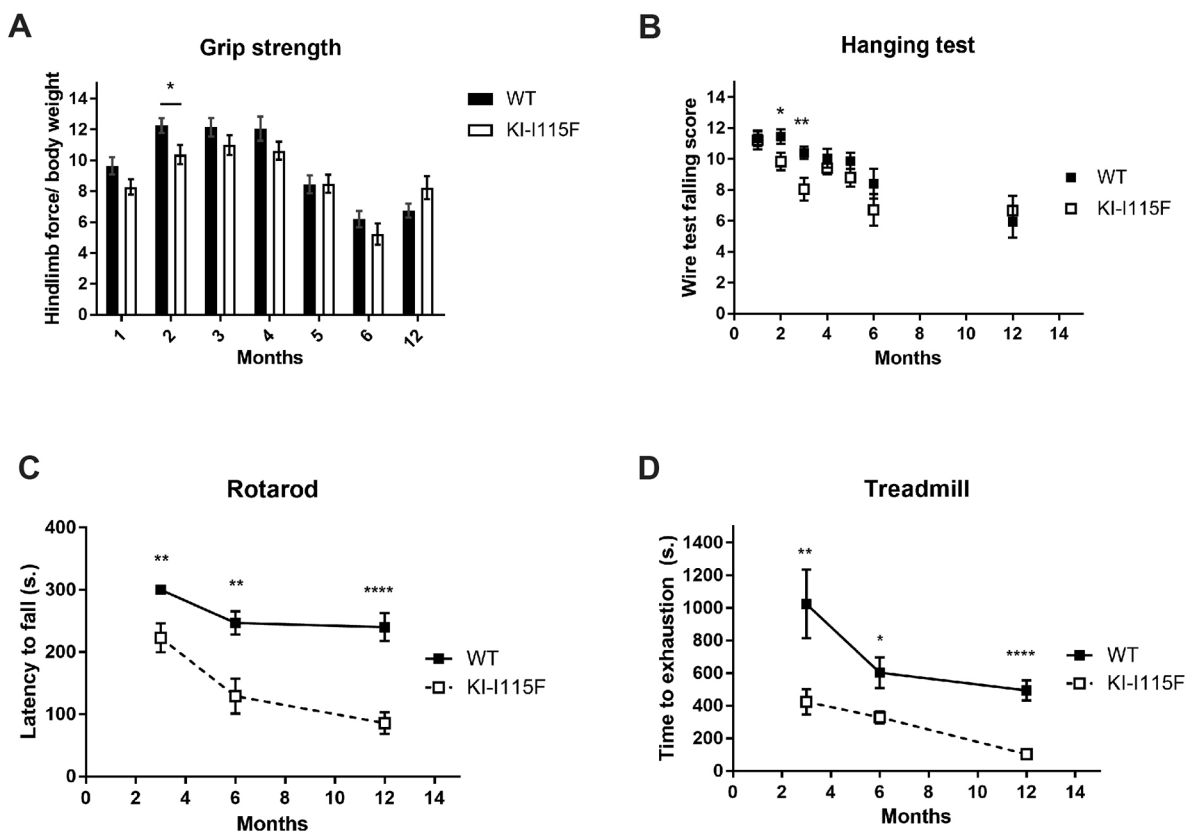 A
Grip strength
Hindlimb force/ body weight
14
12
10
8
6
4
2
0
*
1
2
3
4
5
6
12
Months
WT
KI-I115F
B
Hanging test
Wire test falling score
14
12
10
8
6
4
2
0
*
**
0
2
4
6
8
10
12
14
Months
WT
KI-I115F
C
Rotarod
Latency to fall (s.)
400
300
200
100
0
**
**
****
0
2
4
6
8
10
12
14
Months
WT
KI-I115F
D
Treadmill
Time to exhaustion (s.)
1400
1200
1000
800
600
400
200
0
**
*
****
0
2
4
6
8
10
12
14
Months
WT
KI-I115F